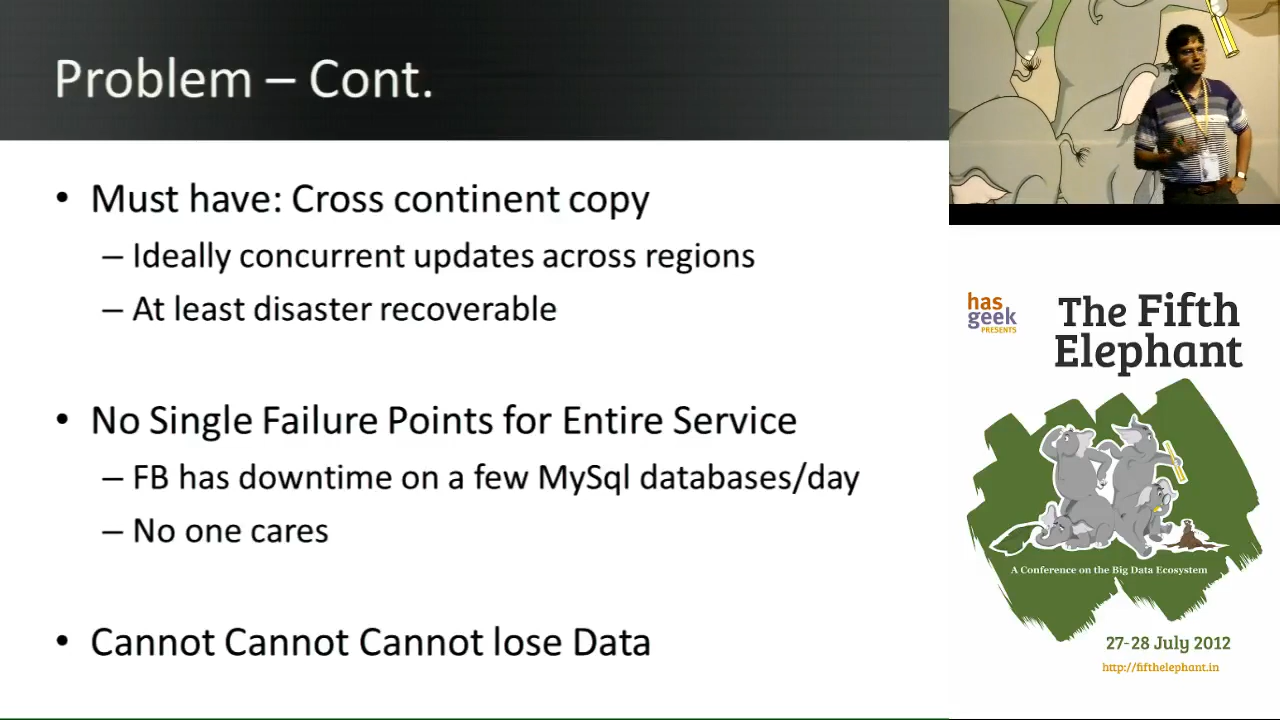 Problem – Cont.
• Must have: Cross continent copy
– Ideally concurrent updates across regions
– At least disaster recoverable
• No Single Failure Points for Entire Service
– FB has downtime on a few MySql databases/day
– No one cares
• Cannot Cannot Cannot lose Data
has
geek
PRESENTS
The Fifth
Elephant
A Conference on the Big Data Ecosystem
27-28 July 2012
http://fifthelephant.in